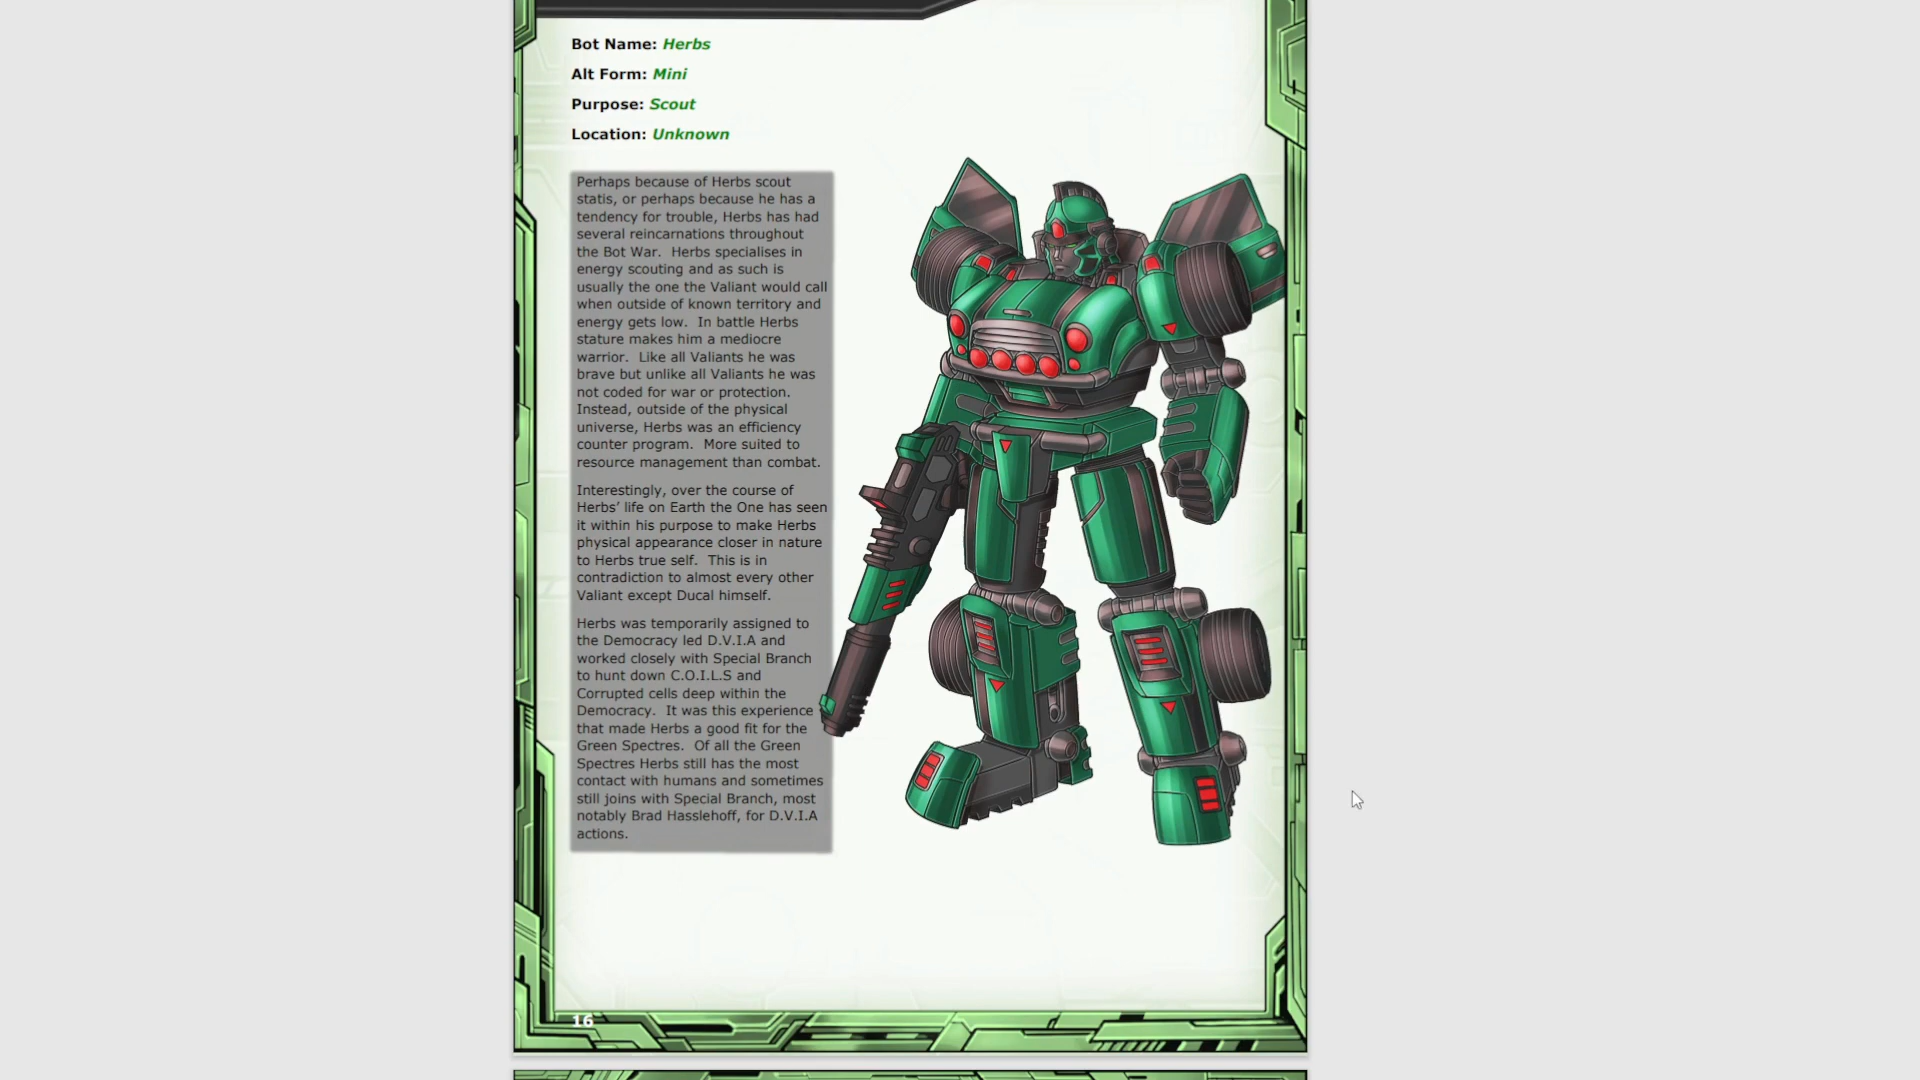 Bot Name: Herbs
Alt Form: Mini
Purpose: Scout
Location: Unknown
Perhaps because of Herbs scout
statis, or perhaps because he has a
tendency for trouble, Herbs has had
several reincarnations throughout
the Bot War.  Herbs specialises in
energy scouting and as such is
usually the one the Valiant would call
when outside of known territory and
energy gets low.  In battle Herbs
stature makes him a mediocre
warrior.  Like all Valiants he was
brave but unlike all Valiants he was
not coded for war or protection.
Instead, outside of the physical
universe, Herbs was an efficiency
counter program.  More suited to
resource management than combat.
Interestingly, over the course of
Herbs’ life on Earth the One has seen
it within his purpose to make Herbs
physical appearance closer in nature
to Herbs true self.  This is in
contradiction to almost every other
Valiant except Ducal himself.
Herbs was temporarily assigned to
the Democracy led D.V.I.A and
worked closely with Special Branch
to hunt down C.O.I.L.S and
Corrupted cells deep within the
Democracy.  It was this experience
that made Herbs a good fit for the
Green Spectres.  Of all the Green
Spectres Herbs still has the most
contact with humans and sometimes
still joins with Special Branch, most
notably Brad Hasslehoff, for D.V.I.A
actions.
16